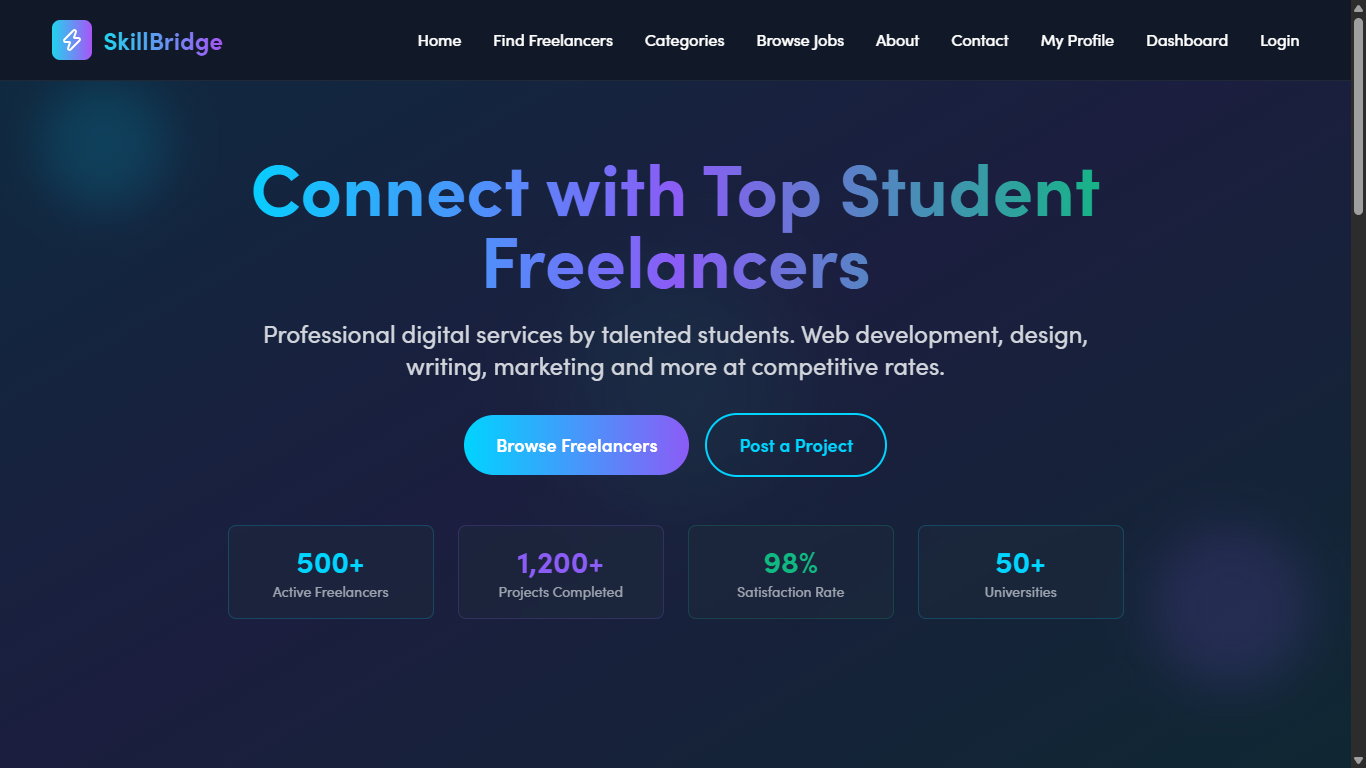 SkillBridge
Home Find Freelancers Categories Browse Jobs About Contact My Profile Dashboard Login
Connect with Top Student
Freelancers
Professional digital services by talented students. Web development, design,
writing, marketing and more at competitive rates.
Browse Freelancers
Post a Project
500+
Active Freelancers
1,200+
Projects Completed
98%
Satisfaction Rate
50+
Universities